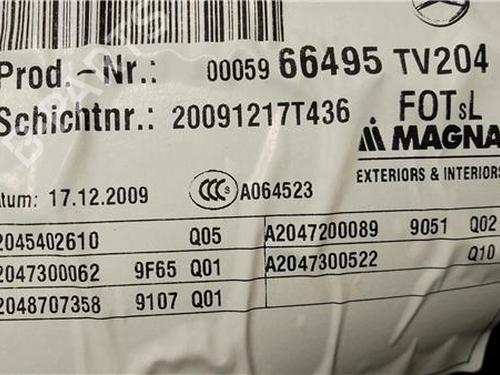 Prod.-Nr.: 00059 66495 TV204
Schichtnr.: 20091217T436 FOTsL
MAGNA
EXTERIORS & INTERIORS
atum: 17.12.2009 CCC S A064523
2045402610 Q05 A2047200089 9051 Q02
2047300062 9F65 Q01 A2047300522 Q10
2048707358 9107 Q01